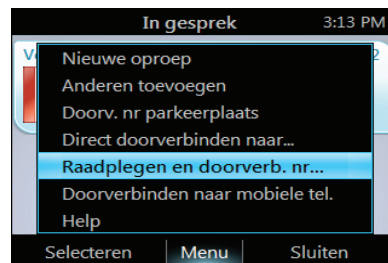 In gesprek 3:13 PM
Nieuwe oproep
Anderen toevoegen
Doorv. nr parkeerplaats
Direct doorverbinden naar...
Raadplegen en doorverb. nr...
Doorverbinden naar mobiele tel.
Help
Selecteren Menu Sluiten